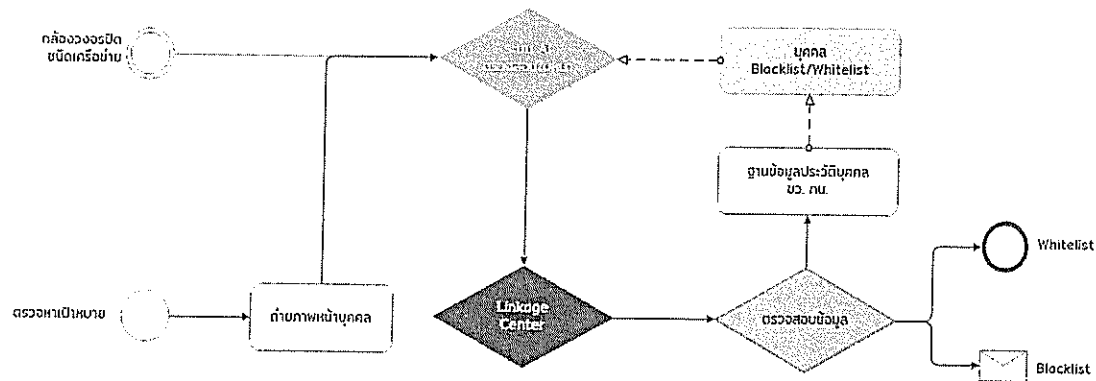 กล้องวงจรปิด
ชนิดเครือข่าย
บุคคล
Blacklist/Whitelist
ฐานข้อมูลประวัติบุคคล
ขว. ทน.
Whitelist
ตรวจหาเป้าหมาย
ถ่ายภาพหน้าบุคคล
Linkage
Center
ตรวจสอบข้อมูล
Blacklist